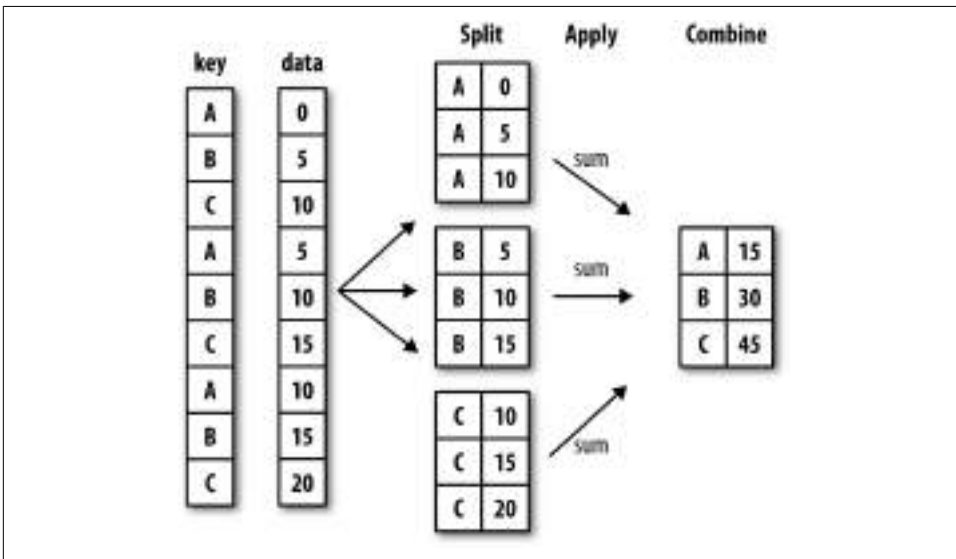 Split Apply Combine
key data
A 0
B 5
C 10
A 5
B 10
C 15
A 10
B 15
C 20
A 0
A 5
A 10
B 5
B 10
B 15
C 10
C 15
C 20
sum
sum
sum
A 15
B 30
C 45